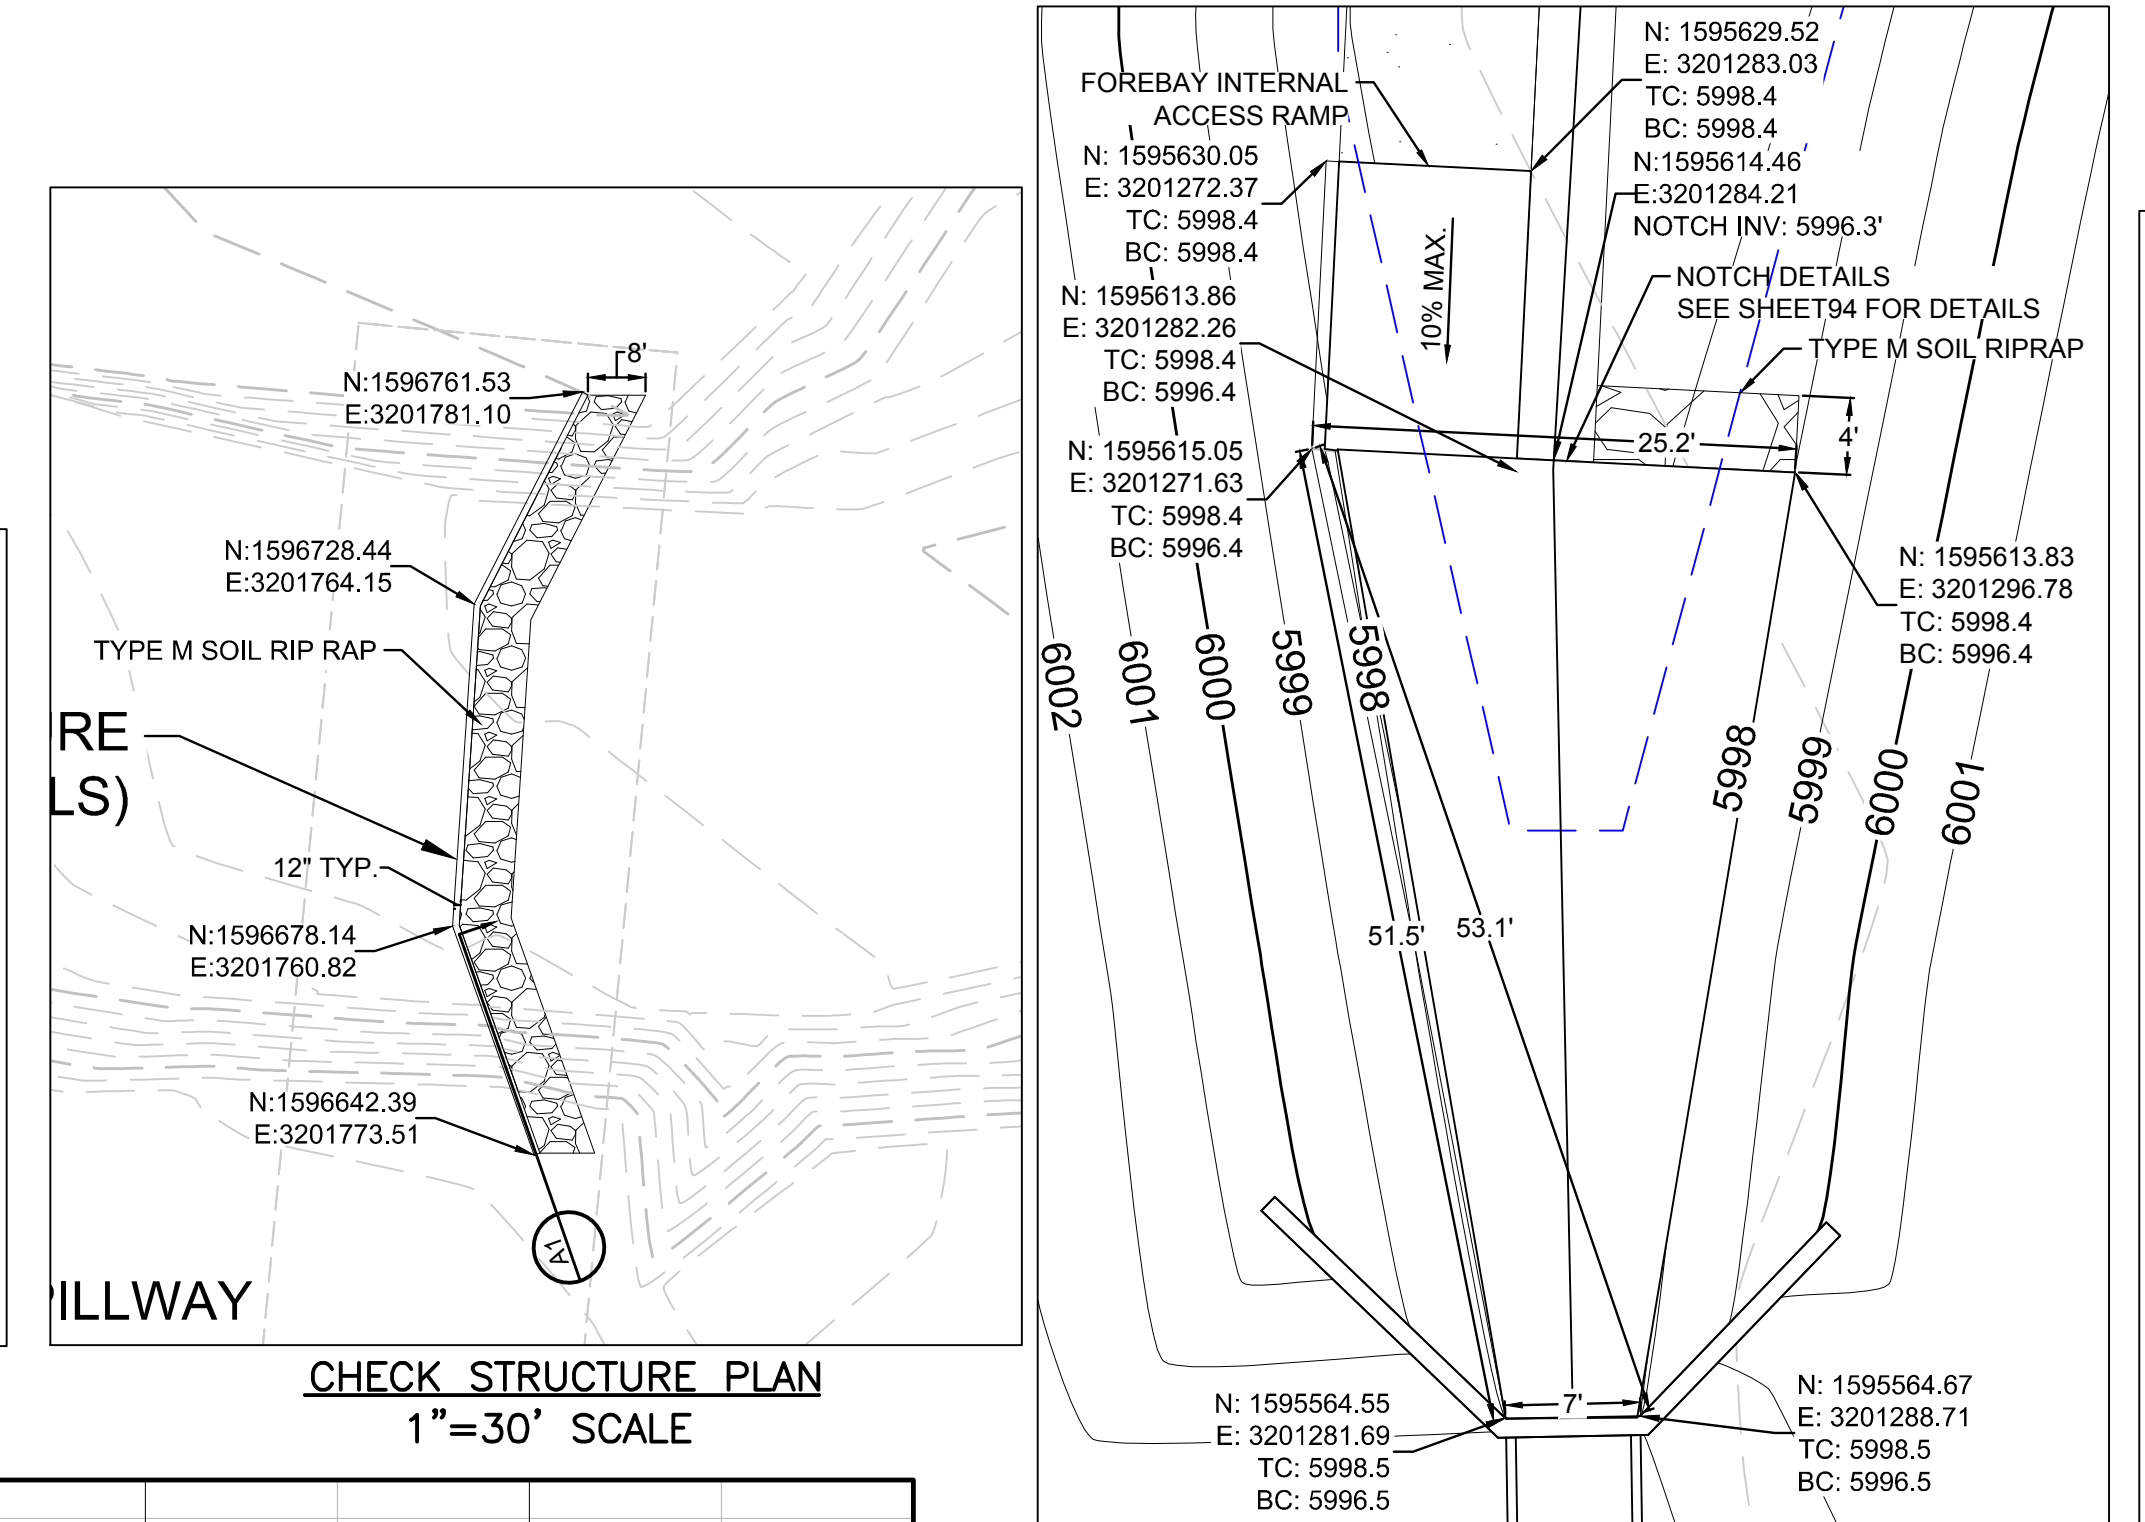 N:1596761.53
E:3201781.10
8'
N:1596728.44
E:3201764.15
TYPE M SOIL RIP RAP
LS)
12" TYP.
N:1596678.14
E:3201760.82
N:1596642.39
E:3201773.51
A1
CHECK STRUCTURE PLAN
1"=30' SCALE
FOREBAY INTERNAL
ACCESS RAMP
N: 1595630.05
E: 3201272.37
TC: 5998.4
BC: 5998.4
N: 1595613.86
E: 3201282.26
TC: 5998.4
BC: 5996.4
N: 1595615.05
E: 3201271.63
TC: 5998.4
BC: 5996.4
N: 1595629.52
E: 3201283.03
TC: 5998.4
BC: 5998.4
N:1595614.46
E:3201284.21
NOTCH INV: 5996.3'
NOTCH DETAILS
SEE SHEET94 FOR DETAILS
TYPE M SOIL RIPRAP
10% MAX.
25.2'
4'
N: 1595613.83
E: 3201296.78
TC: 5998.4
BC: 5996.4
6002
6001
6000
5999
5998
5998
5999
6000
6001
51.5'
53.1'
7'
N: 1595564.55
E: 3201281.69
TC: 5998.5
BC: 5996.5
N: 1595564.67
E: 3201288.71
TC: 5998.5
BC: 5996.5